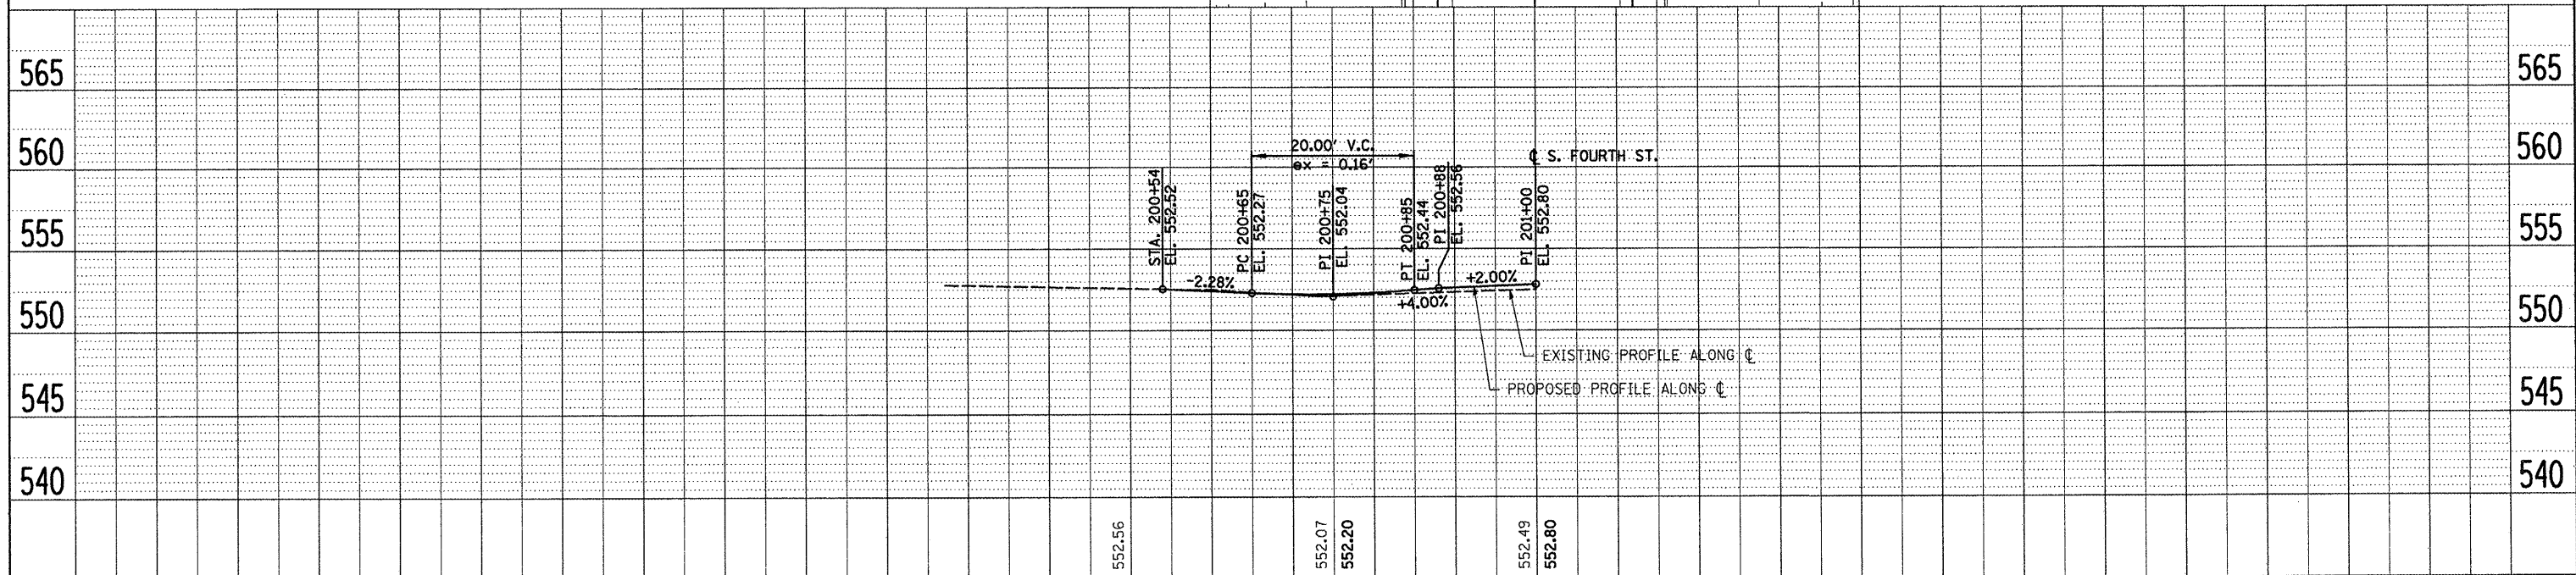 565 565
560 560
555 555
550 550
545 545
540 540
20.00' V.C.
ex = 0.16'
℄ S. FOURTH ST.
STA. 200+54
EL. 552.52
PC 200+65
EL. 552.27
PI 200+75
EL. 552.04
PT 200+85
EL. 552.44
PI 200+88
EL. 552.56
PI 201+00
EL. 552.80
-2.28%
+4.00%
+2.00%
EXISTING PROFILE ALONG ℄
PROPOSED PROFILE ALONG ℄
552.56
552.07
552.20
552.49
552.80